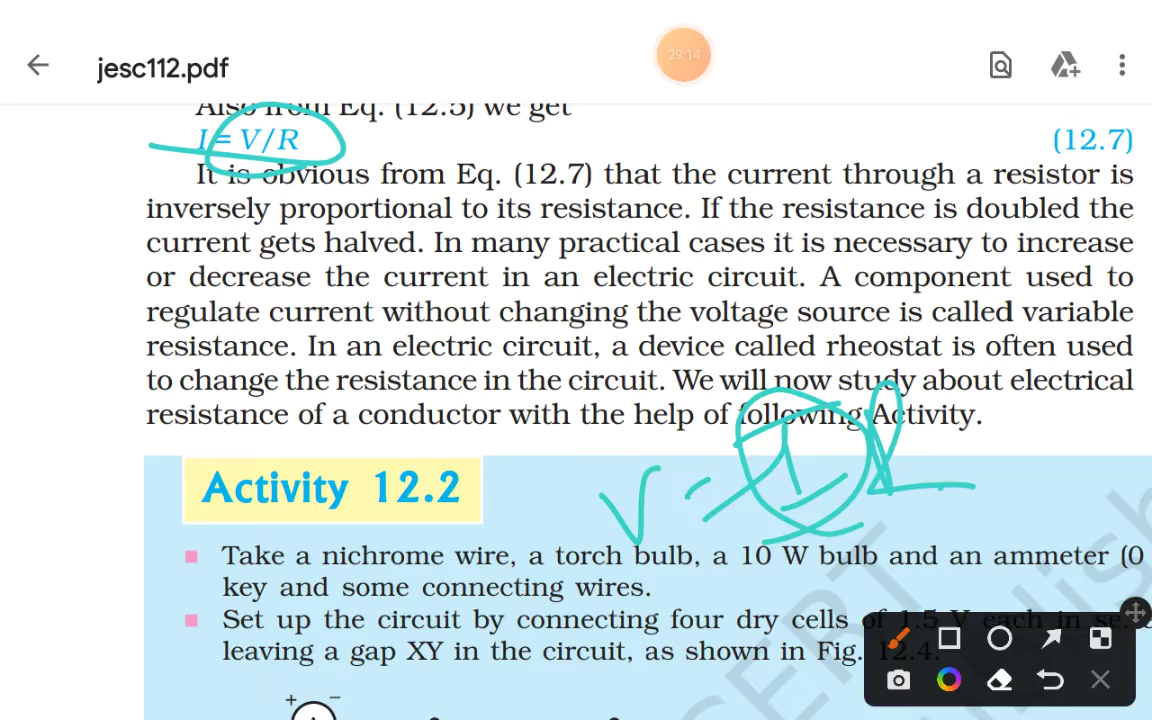 29:14
jesc112.pdf
Also from Eq. (12.5) we get
I = V/R (12.7)
It is obvious from Eq. (12.7) that the current through a resistor is
inversely proportional to its resistance. If the resistance is doubled the
current gets halved. In many practical cases it is necessary to increase
or decrease the current in an electric circuit. A component used to
regulate current without changing the voltage source is called variable
resistance. In an electric circuit, a device called rheostat is often used
to change the resistance in the circuit. We will now study about electrical
resistance of a conductor with the help of following Activity.
V = I R
Activity 12.2
Take a nichrome wire, a torch bulb, a 10 W bulb and an ammeter (0
key and some connecting wires.
Set up the circuit by connecting four dry cells of 1.5 V each in se
leaving a gap XY in the circuit, as shown in Fig. 12.4.
+ −